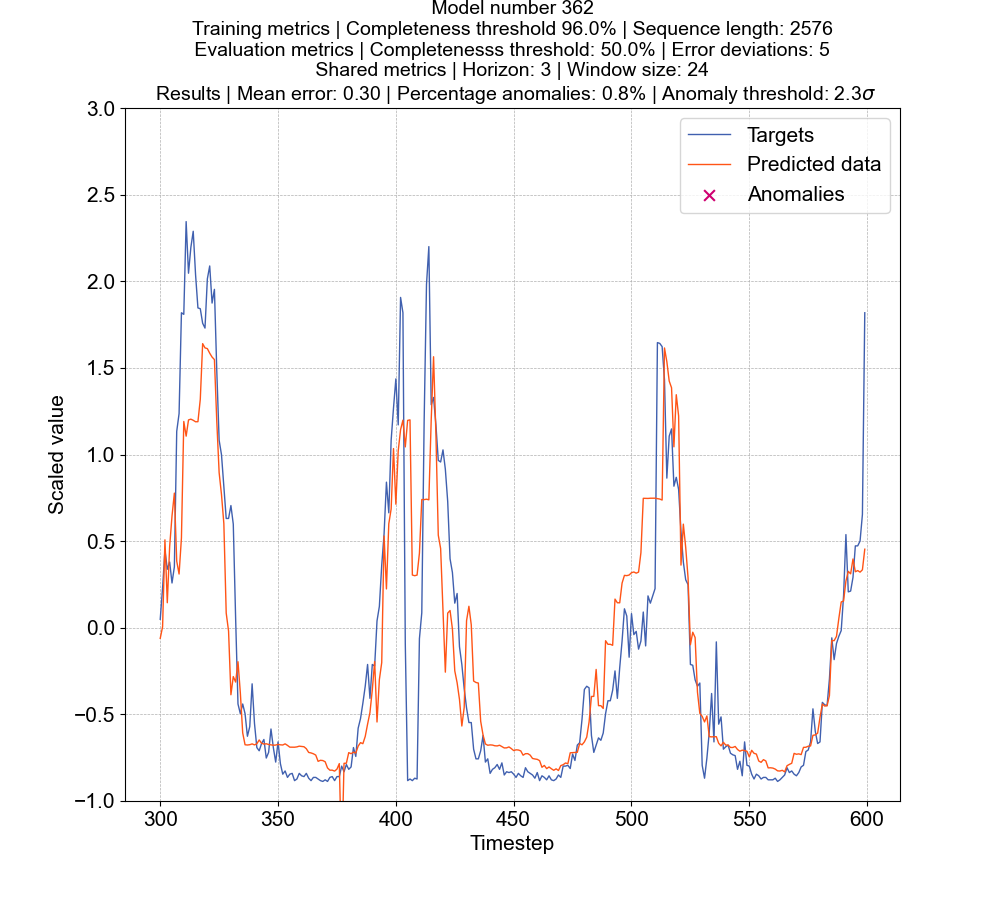 Model number 362
Training metrics | Completeness threshold 96.0% | Sequence length: 2576
Evaluation metrics | Completenesss threshold: 50.0% | Error deviations: 5
Shared metrics | Horizon: 3 | Window size: 24
Results | Mean error: 0.30 | Percentage anomalies: 0.8% | Anomaly threshold: 2.3σ
3.0
2.5
2.0
1.5
1.0
0.5
0.0
−0.5
−1.0
Scaled value
Targets
Predicted data
Anomalies
300 350 400 450 500 550 600
Timestep